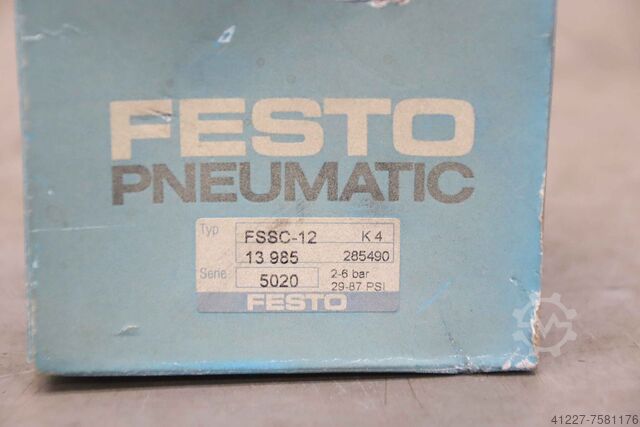 FESTO
PNEUMATIC
Typ FSSC-12 K 4
13 985 285490
Serie 5020 2-6 bar
29-87 PSI
FESTO
41227-7581176